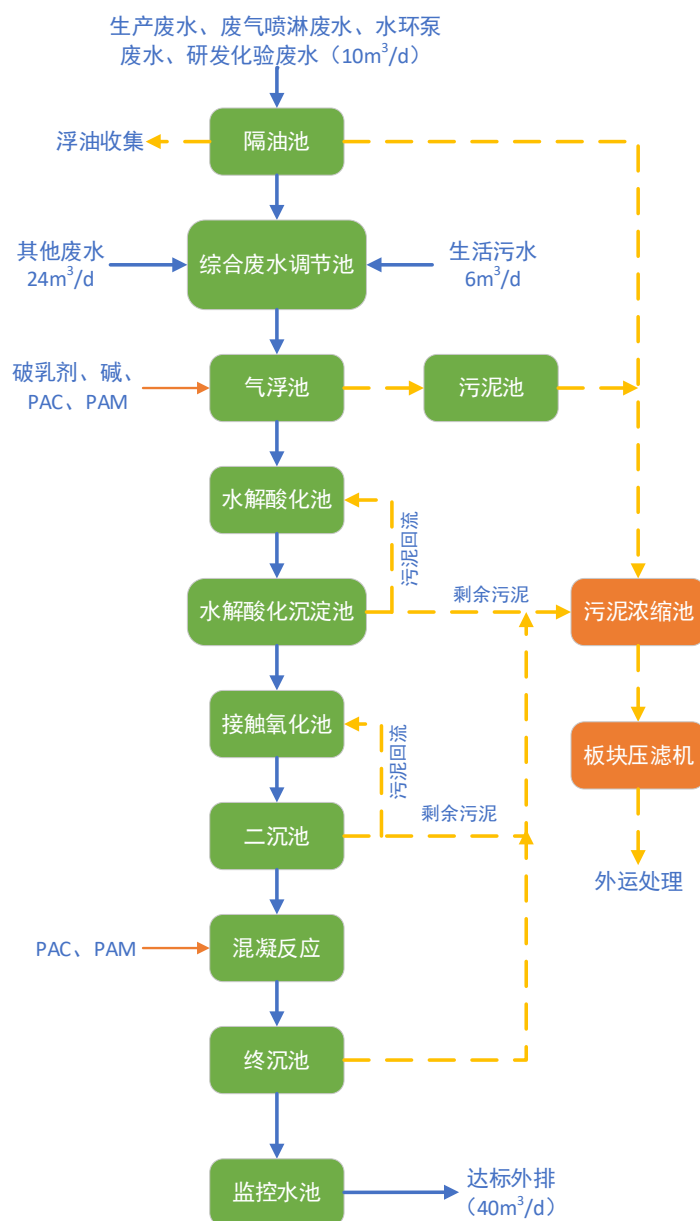 生产废水、废气喷淋废水、水环泵
废水、研发化验废水（10m³/d）
浮油收集
隔油池
其他废水
24m³/d
综合废水调节池
生活污水
6m³/d
破乳剂、碱、
PAC、PAM
气浮池
污泥池
水解酸化池
污泥回流
水解酸化沉淀池
剩余污泥
污泥浓缩池
接触氧化池
污泥回流
板块压滤机
二沉池
剩余污泥
外运处理
PAC、PAM
混凝反应
终沉池
监控水池
达标外排
（40m³/d）